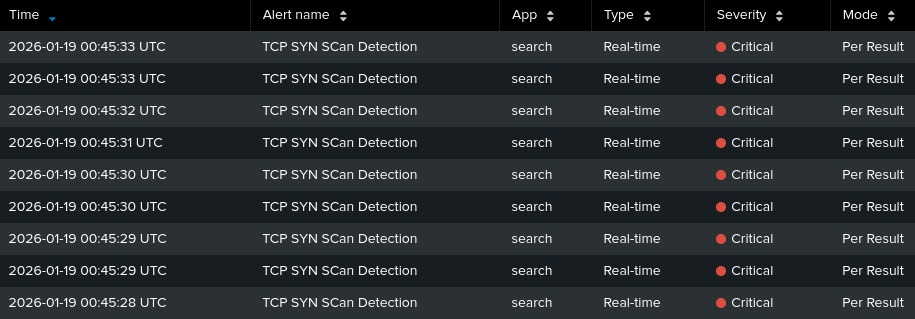 Time Alert name App Type Severity Mode
2026-01-19 00:45:33 UTC TCP SYN SCan Detection search Real-time Critical Per Result
2026-01-19 00:45:33 UTC TCP SYN SCan Detection search Real-time Critical Per Result
2026-01-19 00:45:32 UTC TCP SYN SCan Detection search Real-time Critical Per Result
2026-01-19 00:45:31 UTC TCP SYN SCan Detection search Real-time Critical Per Result
2026-01-19 00:45:30 UTC TCP SYN SCan Detection search Real-time Critical Per Result
2026-01-19 00:45:30 UTC TCP SYN SCan Detection search Real-time Critical Per Result
2026-01-19 00:45:29 UTC TCP SYN SCan Detection search Real-time Critical Per Result
2026-01-19 00:45:29 UTC TCP SYN SCan Detection search Real-time Critical Per Result
2026-01-19 00:45:28 UTC TCP SYN SCan Detection search Real-time Critical Per Result